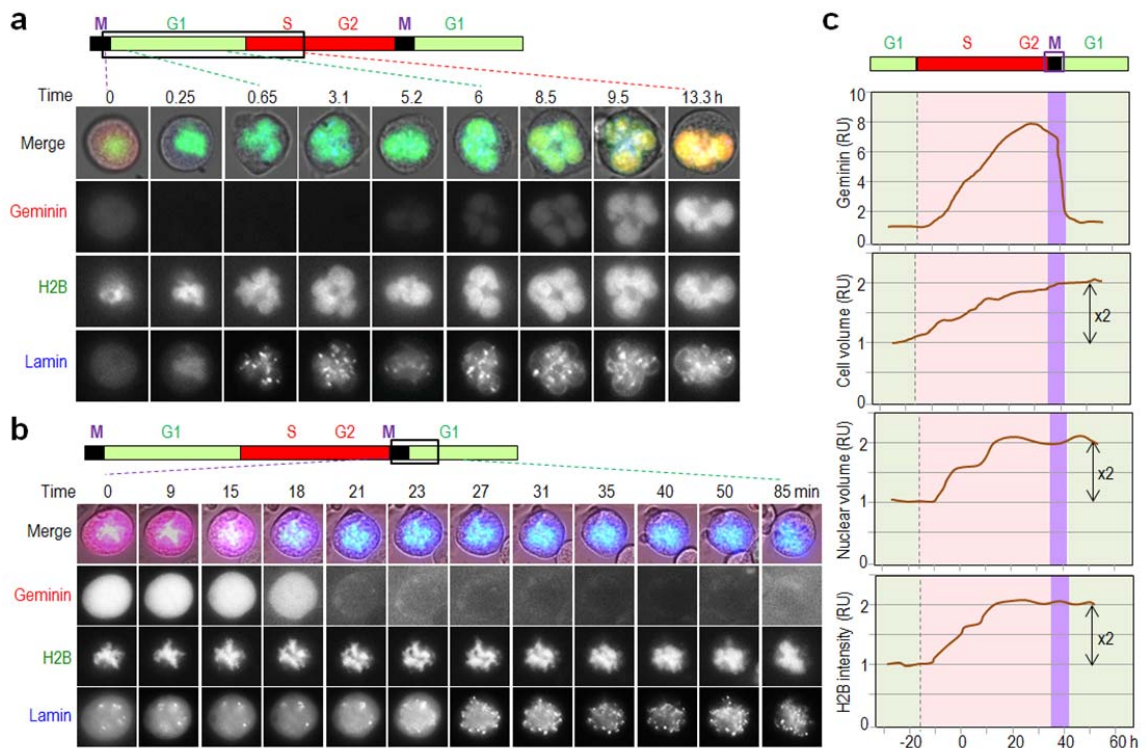 a
M G1 S G2 M G1
Time 0 0.25 0.65 3.1 5.2 6 8.5 9.5 13.3 h
Merge
Geminin
H2B
Lamin
b
M G1 S G2 M G1
Time 0 9 15 18 21 23 27 31 35 40 50 85 min
Merge
Geminin
H2B
Lamin
c
G1 S G2 M G1
Geminin (RU)
10
8
6
4
2
0
Cell volume (RU)
2
1
0
x2
Nuclear volume (RU)
2
1
0
x2
H2B intensity (RU)
2
1
0
x2
-20 0 20 40 60 h